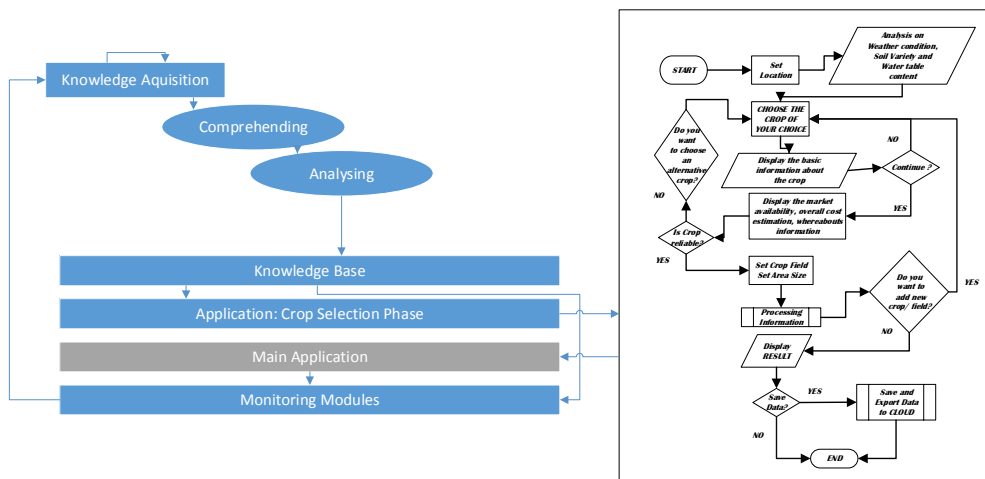 Knowledge Aquisition
Comprehending
Analysing
Knowledge Base
Application: Crop Selection Phase
Main Application
Monitoring Modules
START
Set
Location
Analysis on
Weather condition,
Soil Variety and
Water table
content
Do you
want
to choose
an
alternative
crop?
CHOOSE THE
CROP OF
YOUR CHOICE
NO
Display the basic
information about
the crop
Continue ?
NO
YES
Display the market
availability, overall cost
estimation, whereabouts
information
Is Crop
reliable?
YES
Set Crop Field
Set Area Size
Do you
want to
add new
crop/ field?
YES
Processing
Information
NO
Display
RESULT
Save
Data?
YES
Save and
Export Data
to CLOUD
NO
END